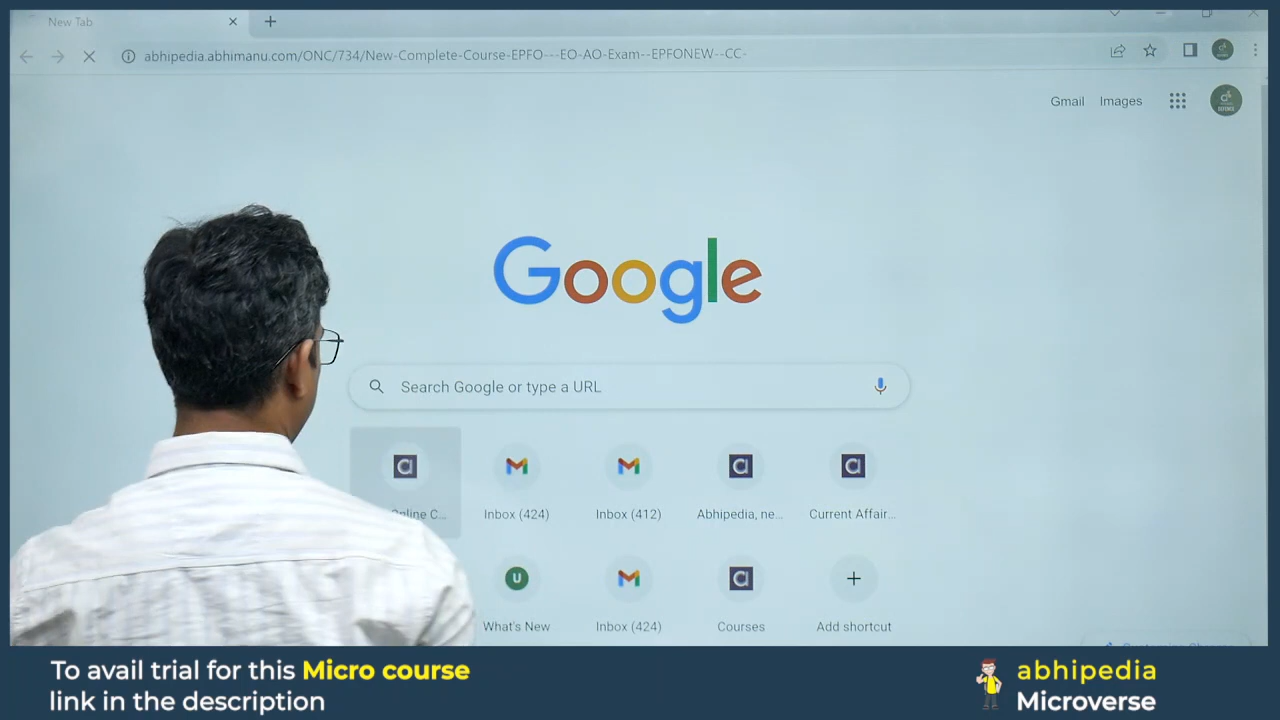 New Tab
abhipedia.abhimanu.com/ONC/734/New-Complete-Course-EPFO---EO-AO-Exam--EPFONEW--CC-
Gmail Images
Google
Search Google or type a URL
Online C... Inbox (424) Inbox (412) Abhipedia, ne... Current Affair...
U
What's New Inbox (424) Courses Add shortcut
To avail trial for this Micro course
link in the description
abhipedia
Microverse